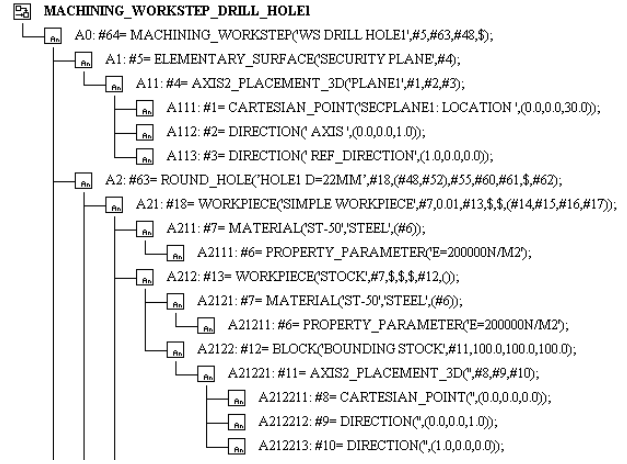 MACHINING_WORKSTEP_DRILL_HOLE1
A0: #64= MACHINING_WORKSTEP('WS DRILL HOLE1',#5,#63,#48,$);
A1: #5= ELEMENTARY_SURFACE('SECURITY PLANE',#4);
A11: #4= AXIS2_PLACEMENT_3D('PLANE1',#1,#2,#3);
A111: #1= CARTESIAN_POINT('SECPLANE1: LOCATION ',(0.0,0.0,30.0));
A112: #2= DIRECTION(' AXIS ',(0.0,0.0,1.0));
A113: #3= DIRECTION(' REF_DIRECTION',(1.0,0.0,0.0));
A2: #63= ROUND_HOLE('HOLE1 D=22MM',#18,(#48,#52),#55,#60,#61,$,#62);
A21: #18= WORKPIECE('SIMPLE WORKPIECE',#7,0.01,#13,$,$,(#14,#15,#16,#17));
A211: #7= MATERIAL('ST-50','STEEL',(#6));
A2111: #6= PROPERTY_PARAMETER('E=200000N/M2');
A212: #13= WORKPIECE('STOCK',#7,$,$,$,#12,());
A2121: #7= MATERIAL('ST-50','STEEL',(#6));
A21211: #6= PROPERTY_PARAMETER('E=200000N/M2');
A2122: #12= BLOCK('BOUNDING STOCK',#11,100.0,100.0,100.0);
A21221: #11= AXIS2_PLACEMENT_3D('',#8,#9,#10);
A212211: #8= CARTESIAN_POINT('',(0.0,0.0,0.0));
A212212: #9= DIRECTION('',(0.0,0.0,1.0));
A212213: #10= DIRECTION('',(1.0,0.0,0.0));